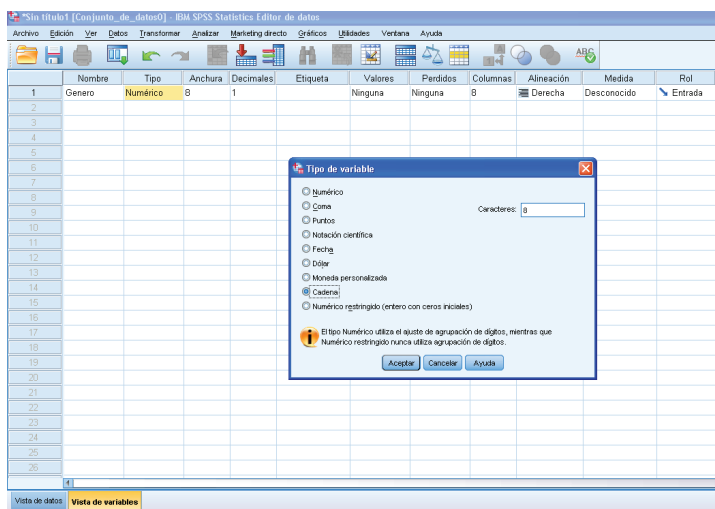 *Sin título1 [Conjunto_de_datos0] - IBM SPSS Statistics Editor de datos
Archivo Edición Ver Datos Transformar Analizar Marketing directo Gráficos Utilidades Ventana Ayuda
Nombre Tipo Anchura Decimales Etiqueta Valores Perdidos Columnas Alineación Medida Rol
1 Genero Numérico 8 1 Ninguna Ninguna 8 Derecha Desconocido Entrada
2
3
4
5
6
7
8
9
10
11
12
13
14
15
16
17
18
19
20
21
22
23
24
25
26
Tipo de variable
Numérico
Coma
Puntos
Notación científica
Fecha
Dólar
Moneda personalizada
Cadena
Numérico restringido (entero con ceros iniciales)
Caracteres: 8
El tipo Numérico utiliza el ajuste de agrupación de dígitos, mientras que
Numérico restringido nunca utiliza agrupación de dígitos.
Aceptar Cancelar Ayuda
Vista de datos Vista de variables